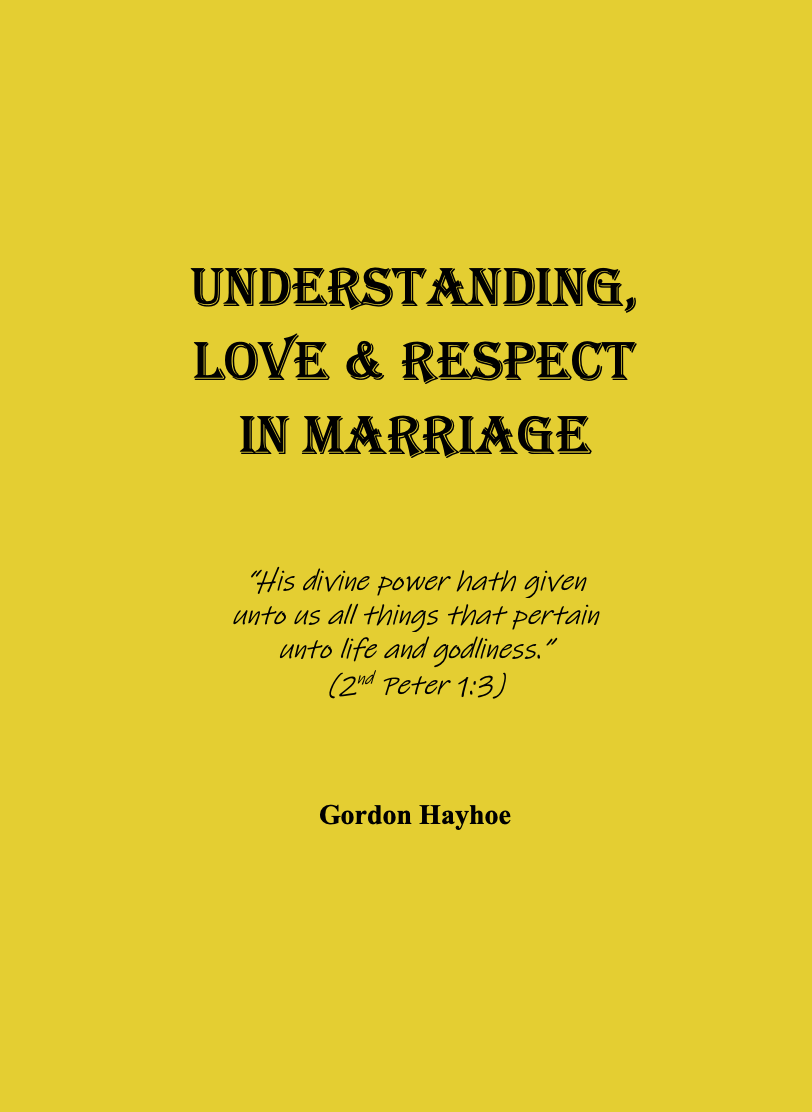 UNDERSTANDING,
LOVE & RESPECT
IN MARRIAGE
“His divine power hath given
unto us all things that pertain
unto life and godliness.”
(2nd Peter 1:3)
Gordon Hayhoe